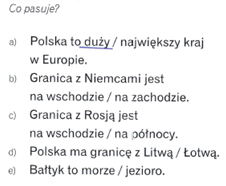 Co pasuje?
a) Polska to duży / największy kraj
w Europie.
b) Granica z Niemcami jest
na wschodzie / na zachodzie.
c) Granica z Rosją jest
na wschodzie / na północy.
d) Polska ma granicę z Litwą / Łotwą.
e) Bałtyk to morze / jezioro.